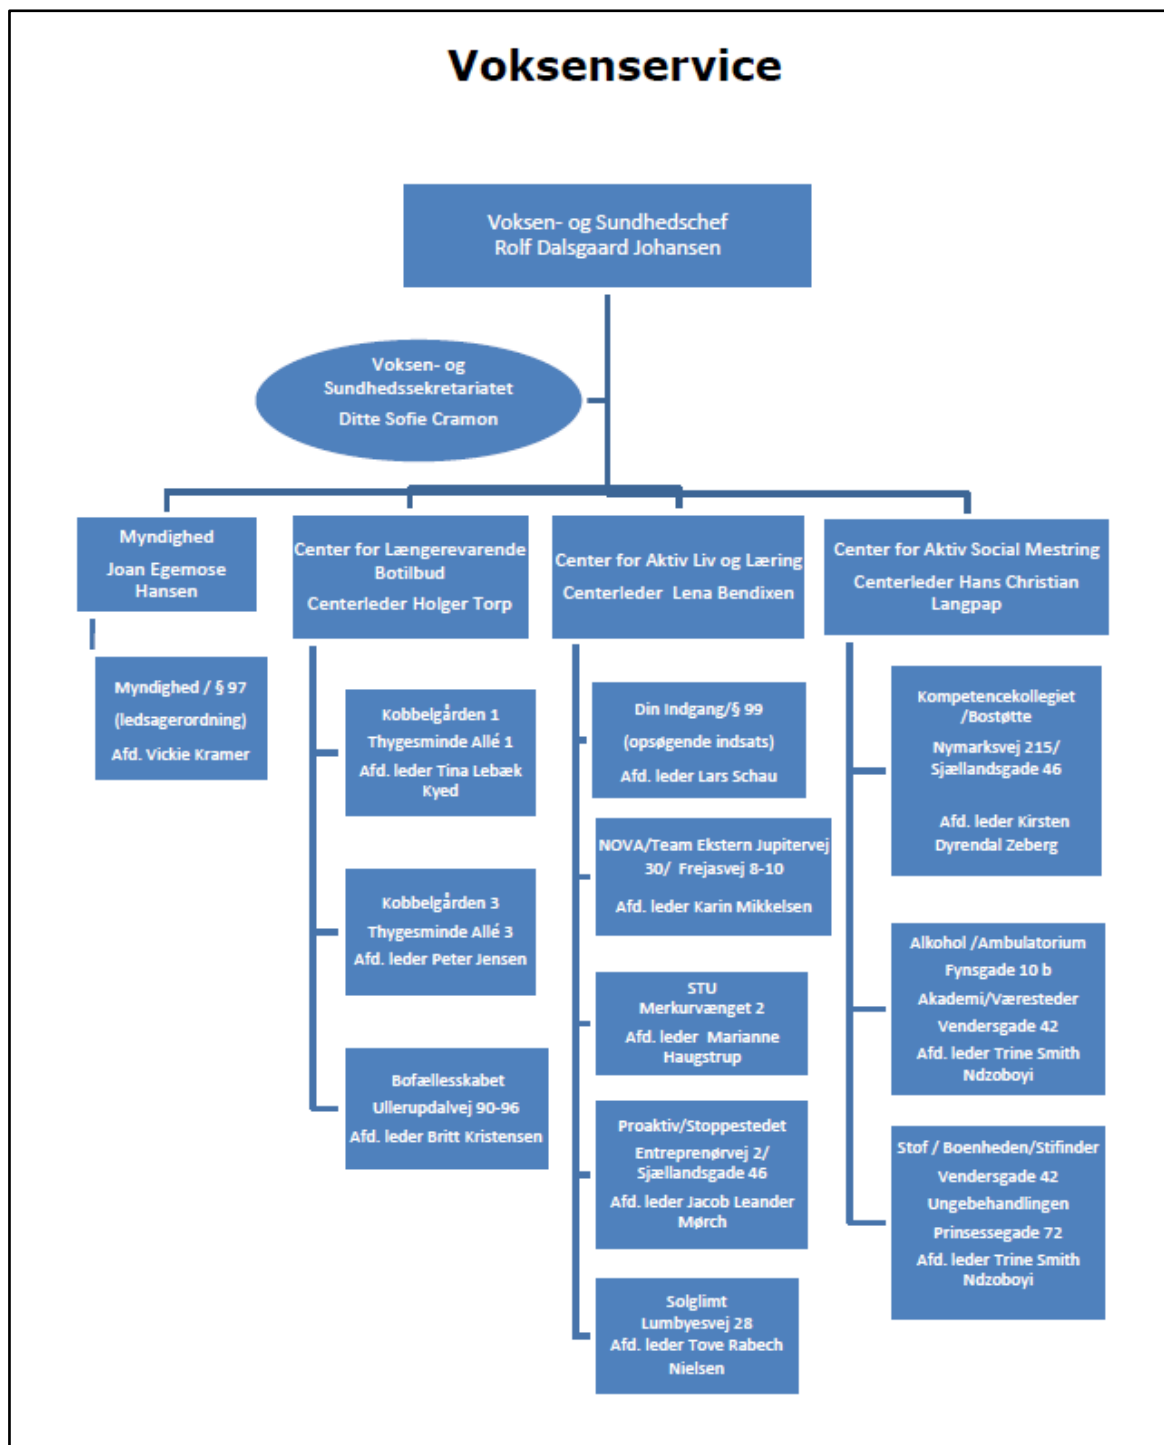 Voksenservice
Voksen- og Sundhedschef
Rolf Dalsgaard Johansen
Voksen- og
Sundhedssekretariatet
Ditte Sofie Cramon
Myndighed
Joan Egemose
Hansen
Myndighed / § 97
(ledsagerordning)
Afd. Vickie Kramer
Center for Længerevarende
Botilbud
Centerleder Holger Torp
Kobbelgården 1
Thygesminde Allé 1
Afd. leder Tina Lebæk
Kyed
Kobbelgården 3
Thygesminde Allé 3
Afd. leder Peter Jensen
Bofællesskabet
Ullerupdalvej 90-96
Afd. leder Britt Kristensen
Center for Aktiv Liv og Læring
Centerleder Lena Bendixen
Din Indgang/§ 99
(opsøgende indsats)
Afd. leder Lars Schau
NOVA/Team Ekstern Jupitervej
30/ Frejasvej 8-10
Afd. leder Karin Mikkelsen
STU
Merkurvænget 2
Afd. leder Marianne
Haugstrup
Proaktiv/Stoppestedet
Entreprenørvej 2/
Sjællandsgade 46
Afd. leder Jacob Leander
Mørch
Solglimt
Lumbyesvej 28
Afd. leder Tove Rabech
Nielsen
Center for Aktiv Social Mestring
Centerleder Hans Christian
Langpap
Kompetencekollegiet
/Bostøtte
Nymarksvej 215/
Sjællandsgade 46
Afd. leder Kirsten
Dyrendal Zeberg
Alkohol /Ambulatorium
Fynsgade 10 b
Akademi/Væresteder
Vendersgade 42
Afd. leder Trine Smith
Ndzoboyi
Stof / Boenheden/Stifinder
Vendersgade 42
Ungebehandlingen
Prinsessegade 72
Afd. leder Trine Smith
Ndzoboyi